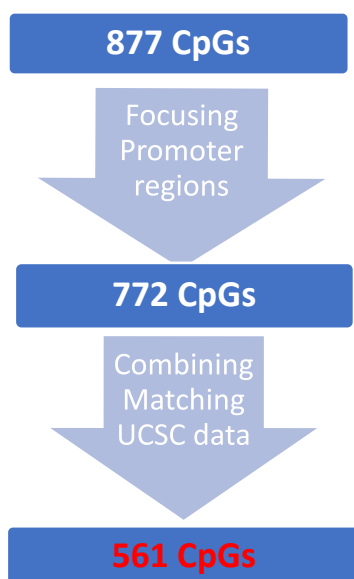 877 CpGs
Focusing
Promoter
regions
772 CpGs
Combining
Matching
UCSC data
561 CpGs